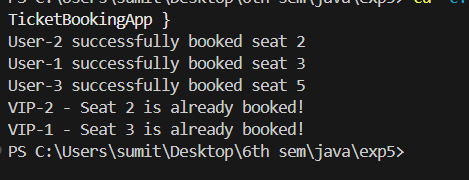 PS C:\Users\sumit\Desktop\6th sem\java\exp5> cd "c:
TicketBookingApp }
User-2 successfully booked seat 2
User-1 successfully booked seat 3
User-3 successfully booked seat 5
VIP-2 - Seat 2 is already booked!
VIP-1 - Seat 3 is already booked!
PS C:\Users\sumit\Desktop\6th sem\java\exp5>